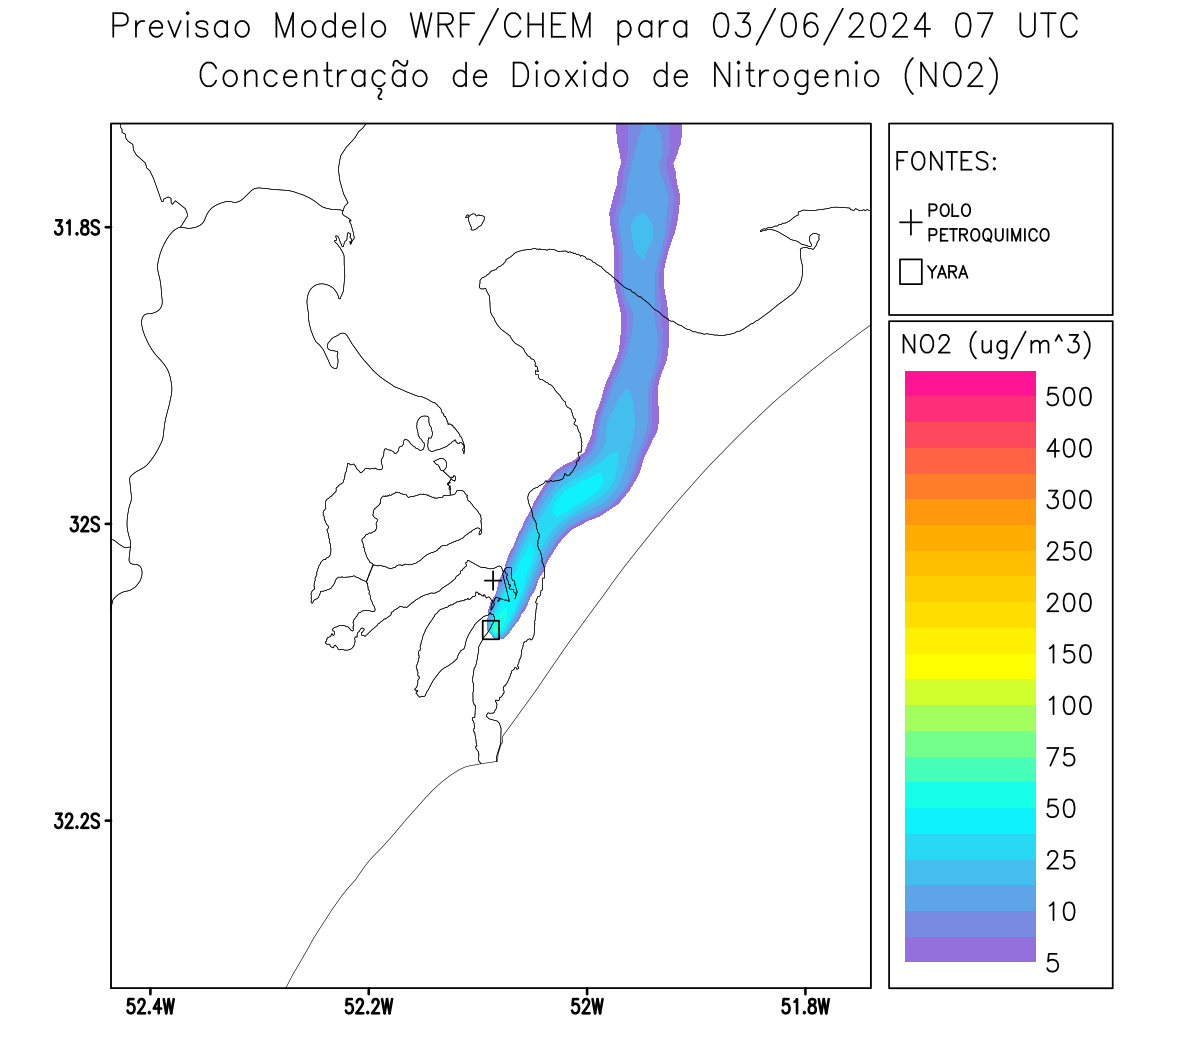 Previsao Modelo WRF/CHEM para 03/06/2024 07 UTC
Concentração de Dioxido de Nitrogenio (NO2)
31.8S
32S
32.2S
52.4W
52.2W
52W
51.8W
FONTES:
POLO
PETROQUIMICO
YARA
NO2 (ug/m^3)
500
400
300
250
200
150
100
75
50
25
10
5